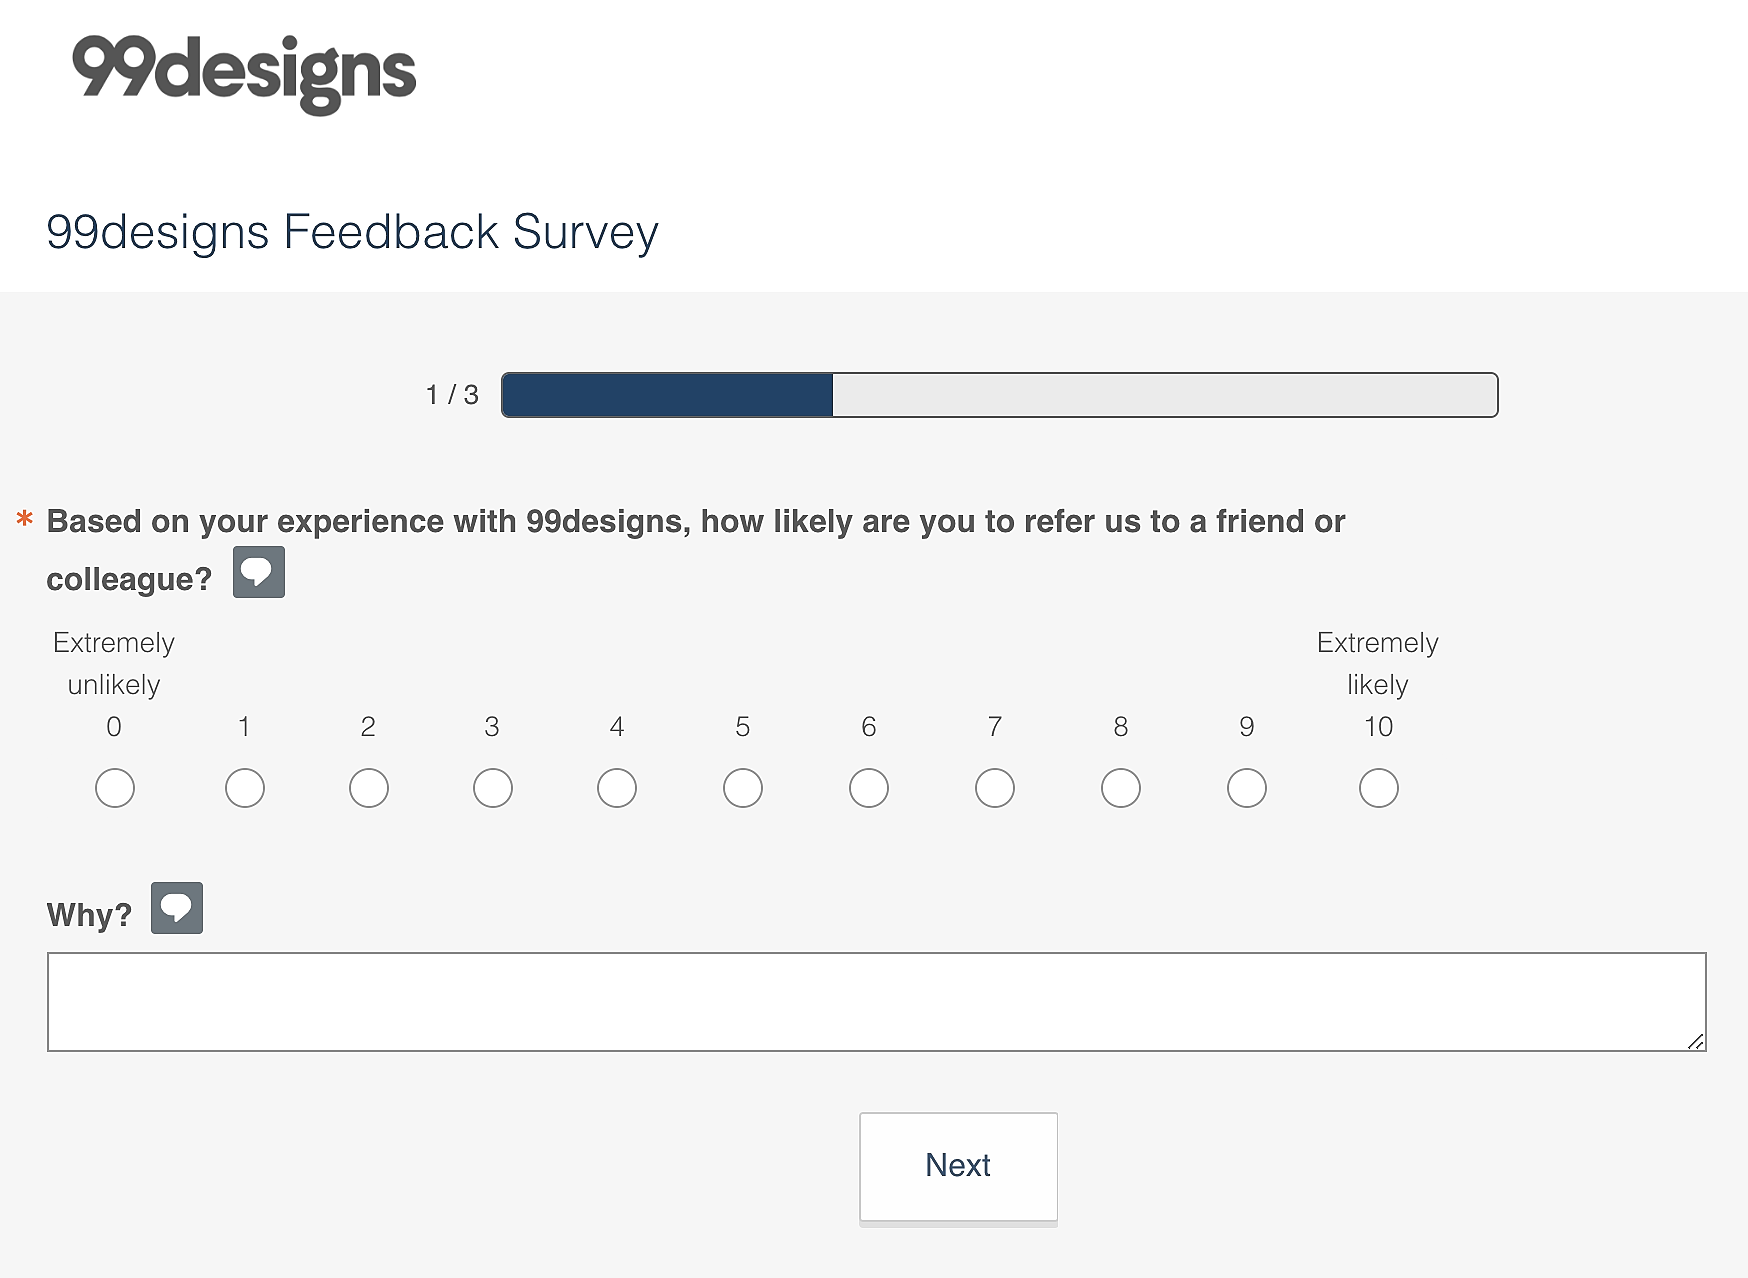 99designs
99designs Feedback Survey
1 / 3
* Based on your experience with 99designs, how likely are you to refer us to a friend or
colleague?
Extremely Extremely
unlikely likely
0 1 2 3 4 5 6 7 8 9 10
Why?
Next